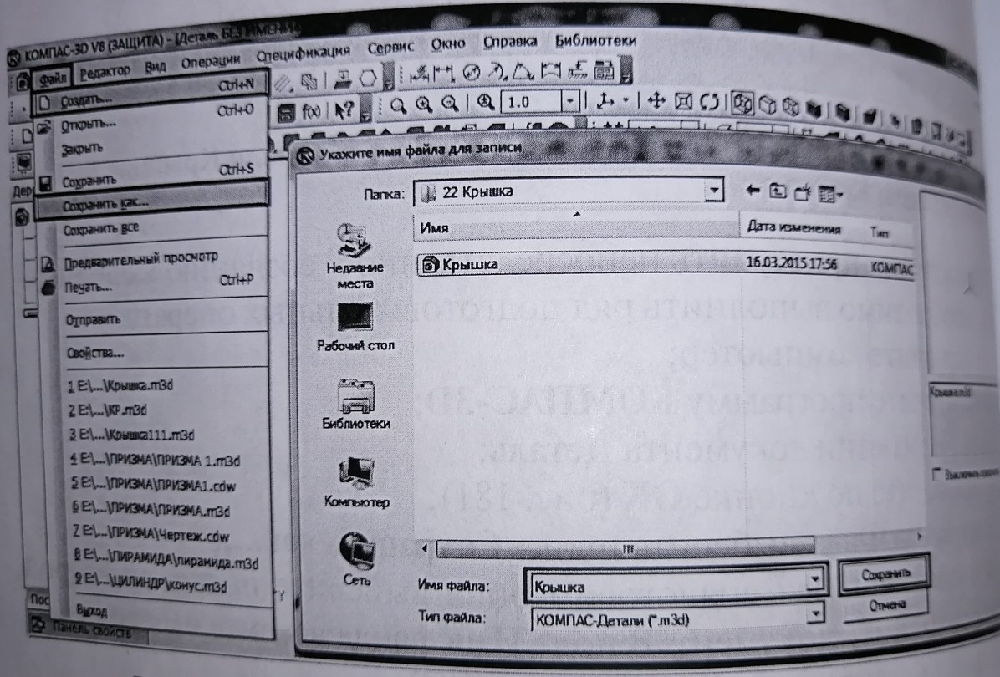 КОМПАС-3D V8 (ЗАЩИТА) - [Деталь БЕЗ ИМЕНИ]
Файл Редактор Вид Операции Спецификация Сервис Окно Справка Библиотеки
Создать... Ctrl+N
Открыть... Ctrl+O
Закрыть
Сохранить Ctrl+S
Сохранить как...
Сохранить все
Предварительный просмотр
Печать... Ctrl+P
Отправить
Свойства...
1 E:\...\Крышка.m3d
2 E:\...\КР.m3d
3 E:\...\Крышка111.m3d
4 E:\...\ПРИЗМА\ПРИЗМА 1.m3d
5 E:\...\ПРИЗМА\ПРИЗМА1.cdw
6 E:\...\ПРИЗМА\ПРИЗМА.m3d
7 E:\...\ПРИЗМА\Чертеж.cdw
8 E:\...\ПИРАМИДА\пирамида.m3d
9 E:\...\ЦИЛИНДР\конус.m3d
Выход
Дер
Пос
Панель свойств
f(x)
1.0
Укажите имя файла для записи
Папка: 22 Крышка
Имя Дата изменения Тип
Крышка 16.03.2015 17:56 КОМПАС
Недавние
места
Рабочий стол
Библиотеки
Компьютер
Сеть
Имя файла: Крышка Сохранить
Тип файла: КОМПАС-Детали (*.m3d) Отмена
Крышка.m3d
Выключить
Y